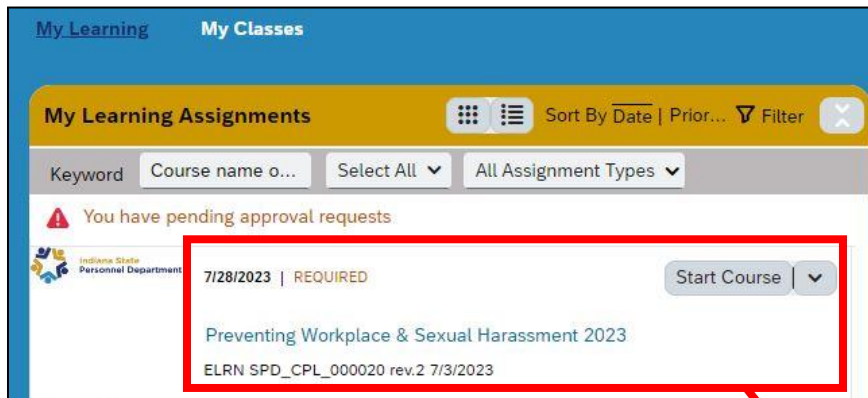 My Learning My Classes
My Learning Assignments Sort By Date | Prior... Filter
Keyword Course name o... Select All All Assignment Types
You have pending approval requests
Indiana State
Personnel Department
7/28/2023 | REQUIRED Start Course
Preventing Workplace & Sexual Harassment 2023
ELRN SPD_CPL_000020 rev.2 7/3/2023